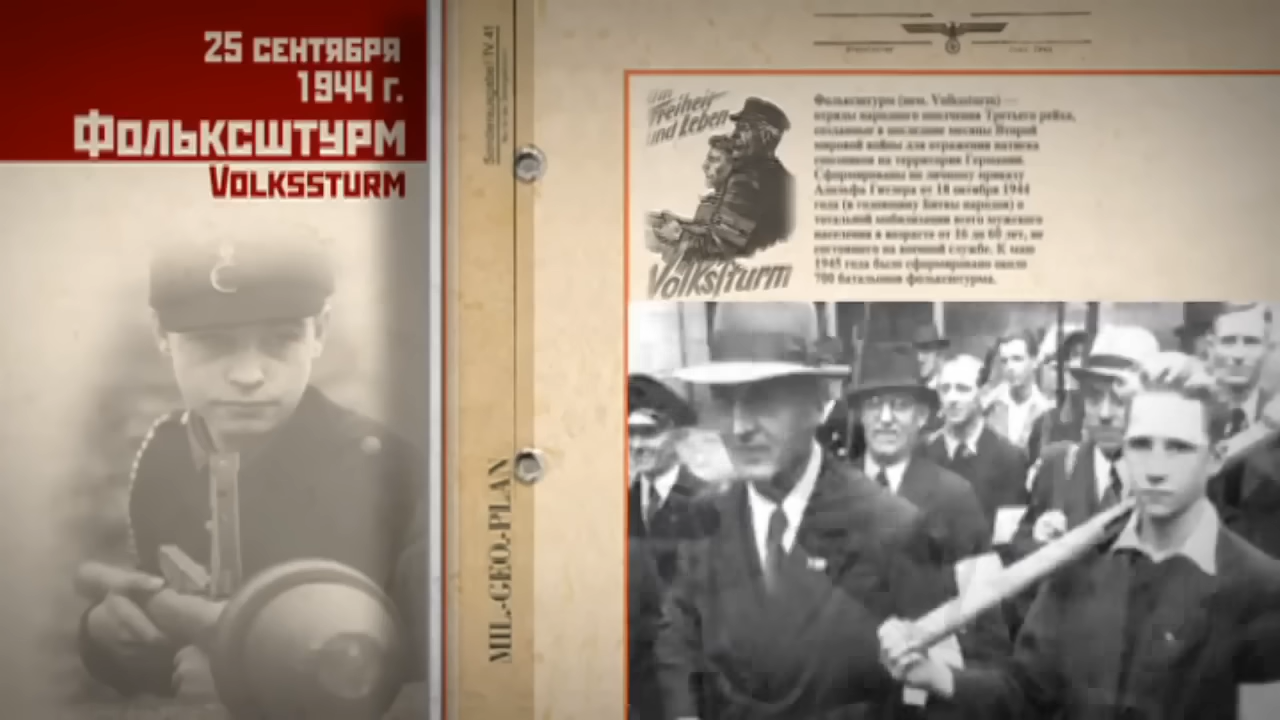 25 СЕНТЯБРЯ
1944 г.
ФОЛЬКСШТУРМ
VOLKSSTURM
MIL.-GEO.-PLAN
Freiheit
und Leben
Volkssturm
Фольксштурм (нем. Volkssturm) —
отряды народного ополчения Третьего рейха,
созданные в последние месяцы Второй
мировой войны для отражения натиска
союзников на территории Германии.
Сформированы по личному приказу
Адольфа Гитлера от 18 октября 1944
года (в годовщину Битвы народов) о
тотальной мобилизации всего мужского
населения в возрасте от 16 до 60 лет, не
состоящего на военной службе. К маю
1945 года было сформировано около
700 батальонов фольксштурма.